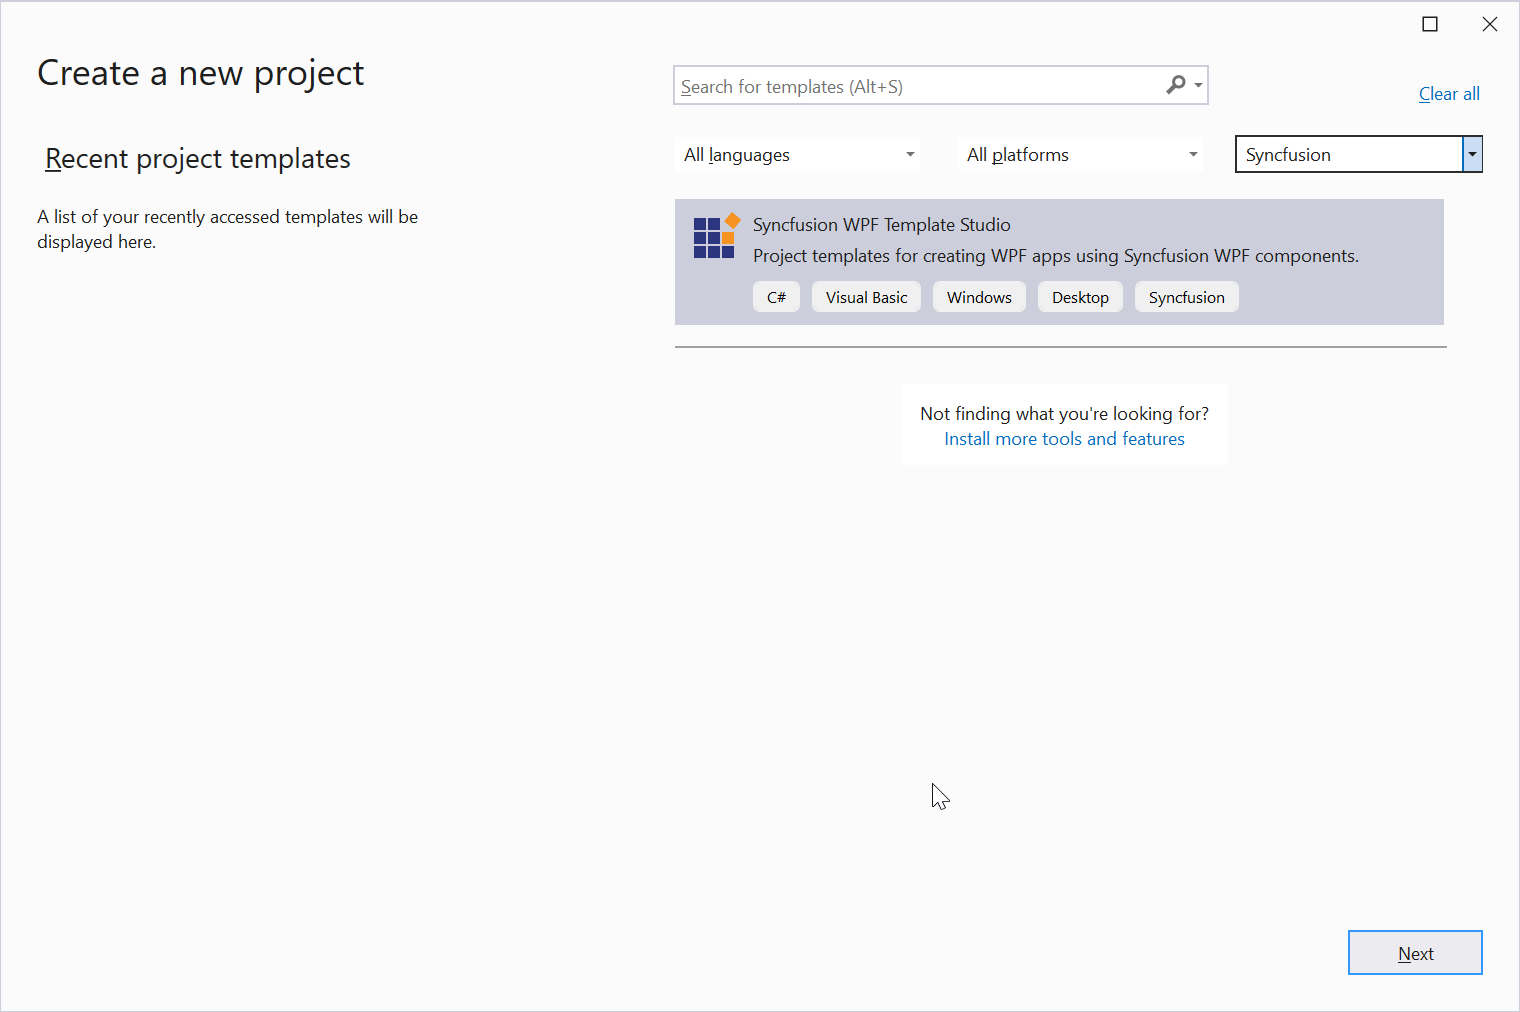 Create a new project
Recent project templates
A list of your recently accessed templates will be
displayed here.
Search for templates (Alt+S)
Clear all
All languages
All platforms
Syncfusion
Syncfusion WPF Template Studio
Project templates for creating WPF apps using Syncfusion WPF components.
C#
Visual Basic
Windows
Desktop
Syncfusion
Not finding what you're looking for?
Install more tools and features
Next